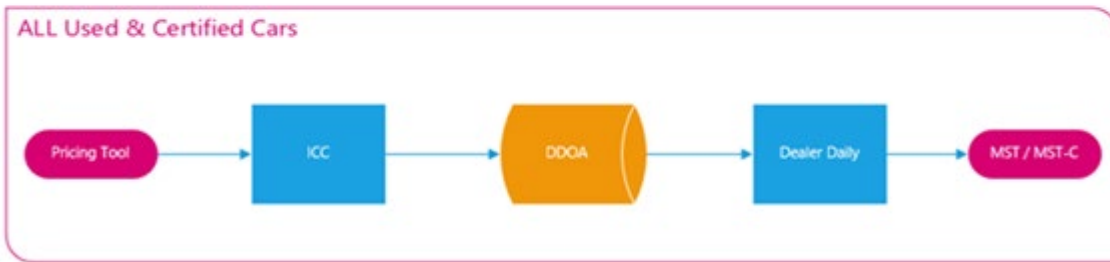 ALL Used & Certified Cars
Pricing Tool
ICC
DDOA
Dealer Daily
MST / MST-C